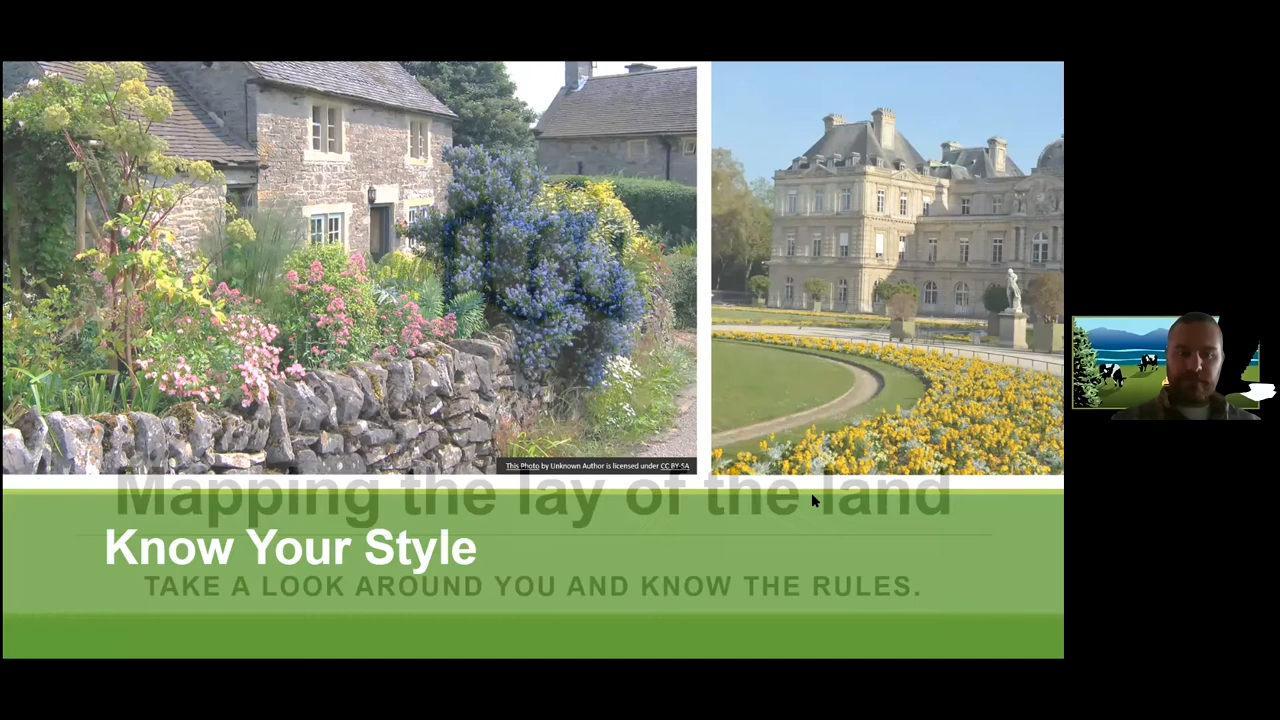 This Photo by Unknown Author is licensed under CC BY-SA
Mapping the lay of the land
Know Your Style
TAKE A LOOK AROUND YOU AND KNOW THE RULES.